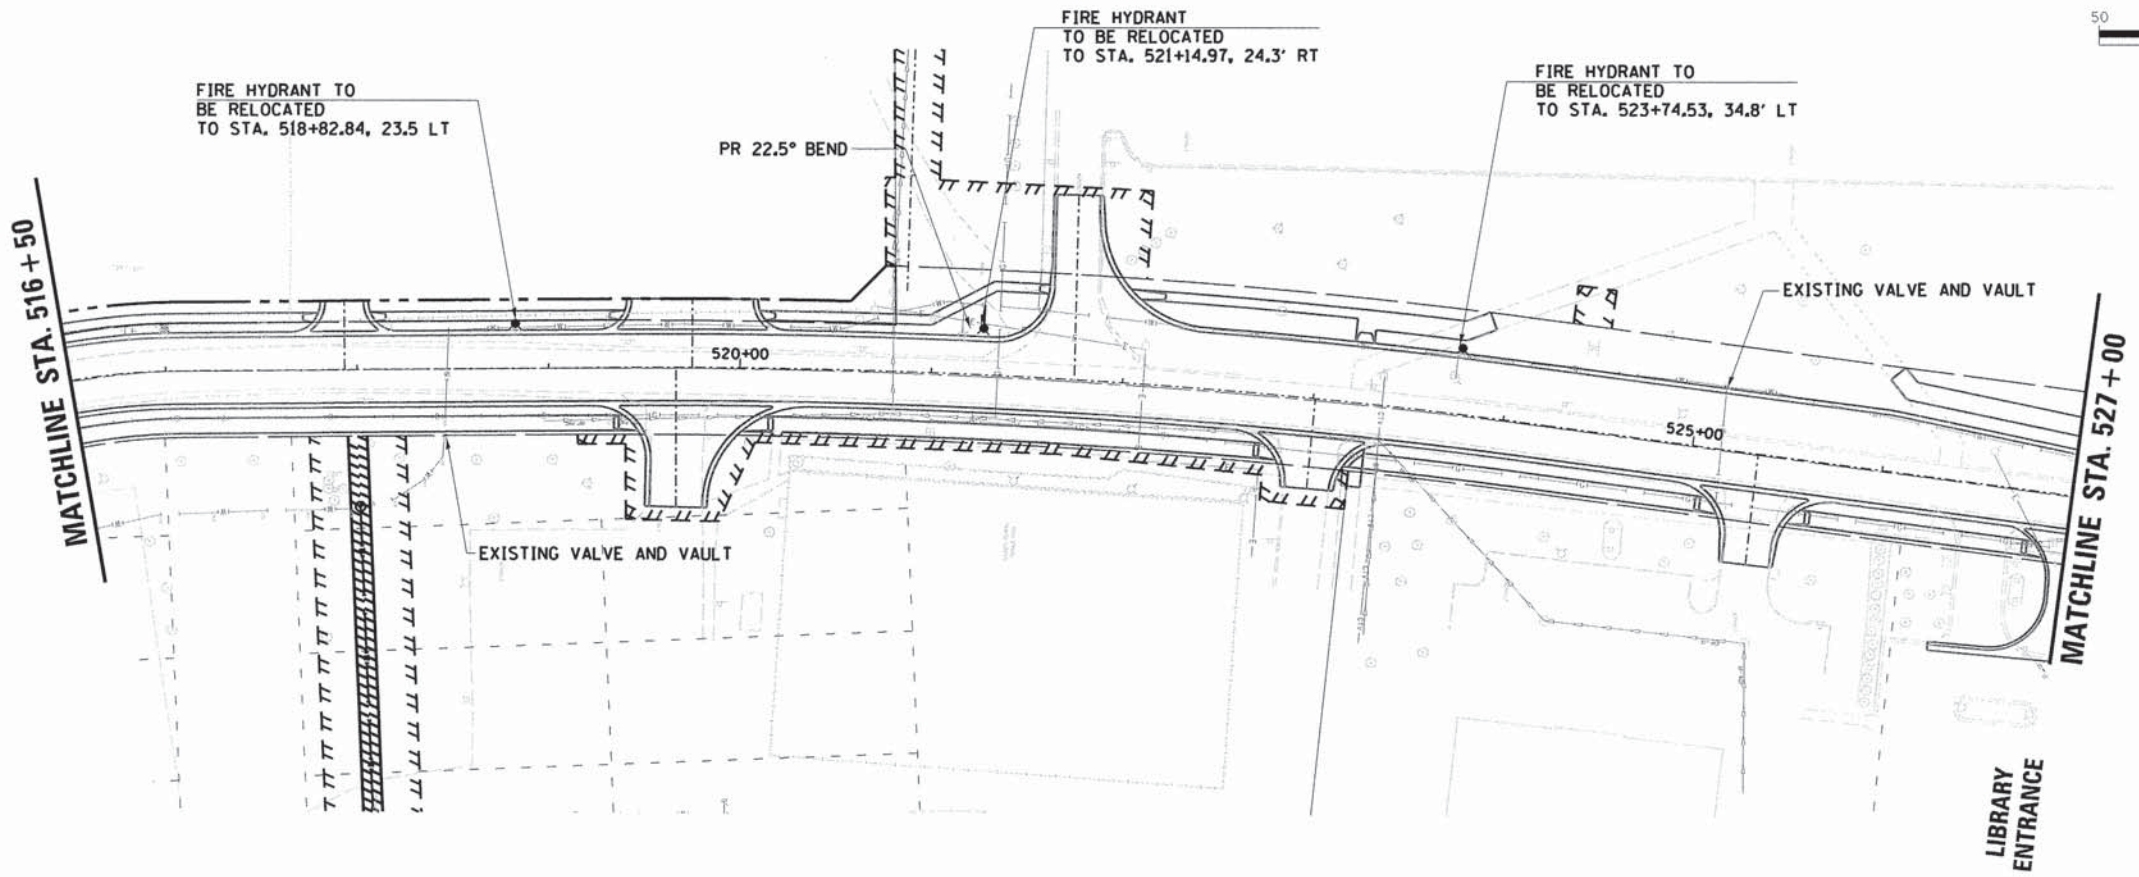 50
FIRE HYDRANT
TO BE RELOCATED
TO STA. 521+14.97, 24.3' RT
FIRE HYDRANT TO
BE RELOCATED
TO STA. 518+82.84, 23.5 LT
FIRE HYDRANT TO
BE RELOCATED
TO STA. 523+74.53, 34.8' LT
PR 22.5° BEND
MATCHLINE STA. 516+50
EXISTING VALVE AND VAULT
520+00
525+00
MATCHLINE STA. 527+00
EXISTING VALVE AND VAULT
LIBRARY
ENTRANCE